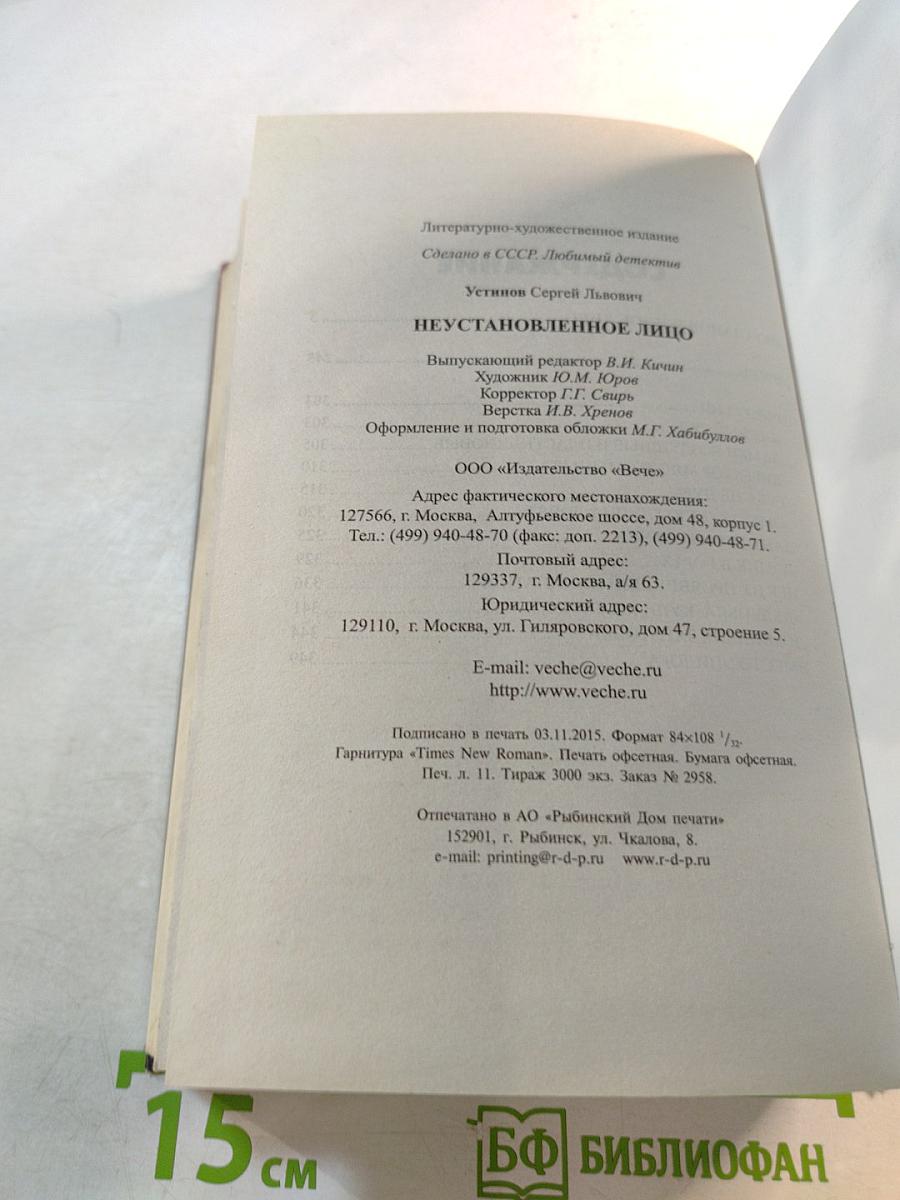 Литературно-художественное издание
Сделано в СССР. Любимый детектив
Устинов Сергей Львович
НЕУСТАНОВЛЕННОЕ ЛИЦО
Выпускающий редактор В.И. Кичин
Художник Ю.М. Юров
Корректор Г.Г. Свирь
Верстка И.В. Хренов
Оформление и подготовка обложки М.Г. Хабибуллов
ООО «Издательство «Вече»
Адрес фактического местонахождения:
127566, г. Москва, Алтуфьевское шоссе, дом 48, корпус 1.
Тел.: (499) 940-48-70 (факс: доп. 2213), (499) 940-48-71.
Почтовый адрес:
129337, г. Москва, а/я 63.
Юридический адрес:
129110, г. Москва, ул. Гиляровского, дом 47, строение 5.
E-mail: veche@veche.ru
http://www.veche.ru
Подписано в печать 03.11.2015. Формат 84×108 1/32.
Гарнитура «Times New Roman». Печать офсетная. Бумага офсетная.
Печ. л. 11. Тираж 3000 экз. Заказ № 2958.
Отпечатано в АО «Рыбинский Дом печати»
152901, г. Рыбинск, ул. Чкалова, 8.
e-mail: printing@r-d-p.ru www.r-d-p.ru
15 см
БФ БИБЛИОФАН